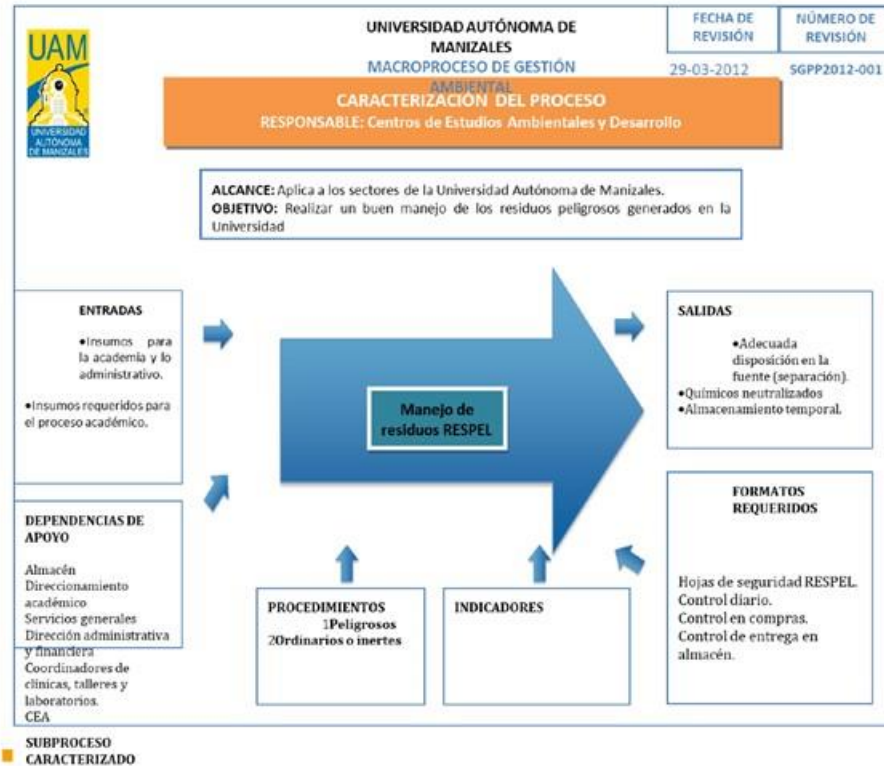 UAM
UNIVERSIDAD
AUTÓNOMA
DE MANIZALES
UNIVERSIDAD AUTÓNOMA DE
MANIZALES
MACROPROCESO DE GESTIÓN
AMBIENTAL
FECHA DE
REVISIÓN
NÚMERO DE
REVISIÓN
29-03-2012
SGPP2012-001
CARACTERIZACIÓN DEL PROCESO
RESPONSABLE: Centros de Estudios Ambientales y Desarrollo
ALCANCE: Aplica a los sectores de la Universidad Autónoma de Manizales.
OBJETIVO: Realizar un buen manejo de los residuos peligrosos generados en la
Universidad
ENTRADAS
•Insumos para
la academia y lo
administrativo.
•Insumos requeridos para
el proceso académico.
Manejo de
residuos RESPEL
SALIDAS
•Adecuada
disposición en la
fuente (separación).
•Químicos neutralizados
•Almacenamiento temporal.
DEPENDENCIAS DE
APOYO
Almacén
Direccionamiento
académico
Servicios generales
Dirección administrativa
y financiera
Coordinadores de
clínicas, talleres y
laboratorios.
CEA
PROCEDIMIENTOS
1Peligrosos
2Ordinarios o inertes
INDICADORES
FORMATOS
REQUERIDOS
Hojas de seguridad RESPEL.
Control diario.
Control en compras.
Control de entrega en
almacén.
SUBPROCESO
CARACTERIZADO